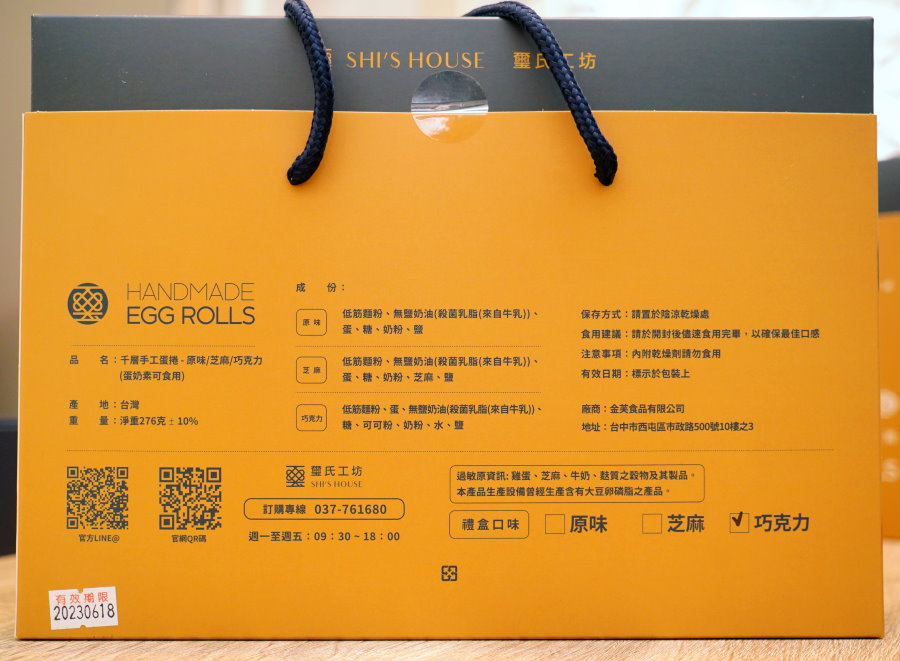 SHI'S HOUSE 璽氏工坊
HANDMADE
EGG ROLLS
品 名：千層手工蛋捲 - 原味/芝麻/巧克力
(蛋奶素可食用)
產 地：台灣
重 量：淨重276克 ± 10%
成 份：
原味
低筋麵粉、無鹽奶油(殺菌乳脂(來自牛乳))、
蛋、糖、奶粉、鹽
芝麻
低筋麵粉、無鹽奶油(殺菌乳脂(來自牛乳))、
蛋、糖、奶粉、芝麻、鹽
巧克力
低筋麵粉、蛋、無鹽奶油(殺菌乳脂(來自牛乳))、
糖、可可粉、奶粉、水、鹽
保存方式：請置於陰涼乾燥處
食用建議：請於開封後儘速食用完畢，以確保最佳口感
注意事項：內附乾燥劑請勿食用
有效日期：標示於包裝上
廠商：金芙食品有限公司
地址：台中市西屯區市政路500號10樓之3
官方LINE@
官網QR碼
璽氏工坊
SHI'S HOUSE
訂購專線 037-761680
週一至週五：09：30 ~ 18：00
過敏原資訊：雞蛋、芝麻、牛奶、麩質之穀物及其製品。
本產品生產設備曾經生產含有大豆卵磷脂之產品。
禮盒口味 原味 芝麻 巧克力
有效期限
20230618